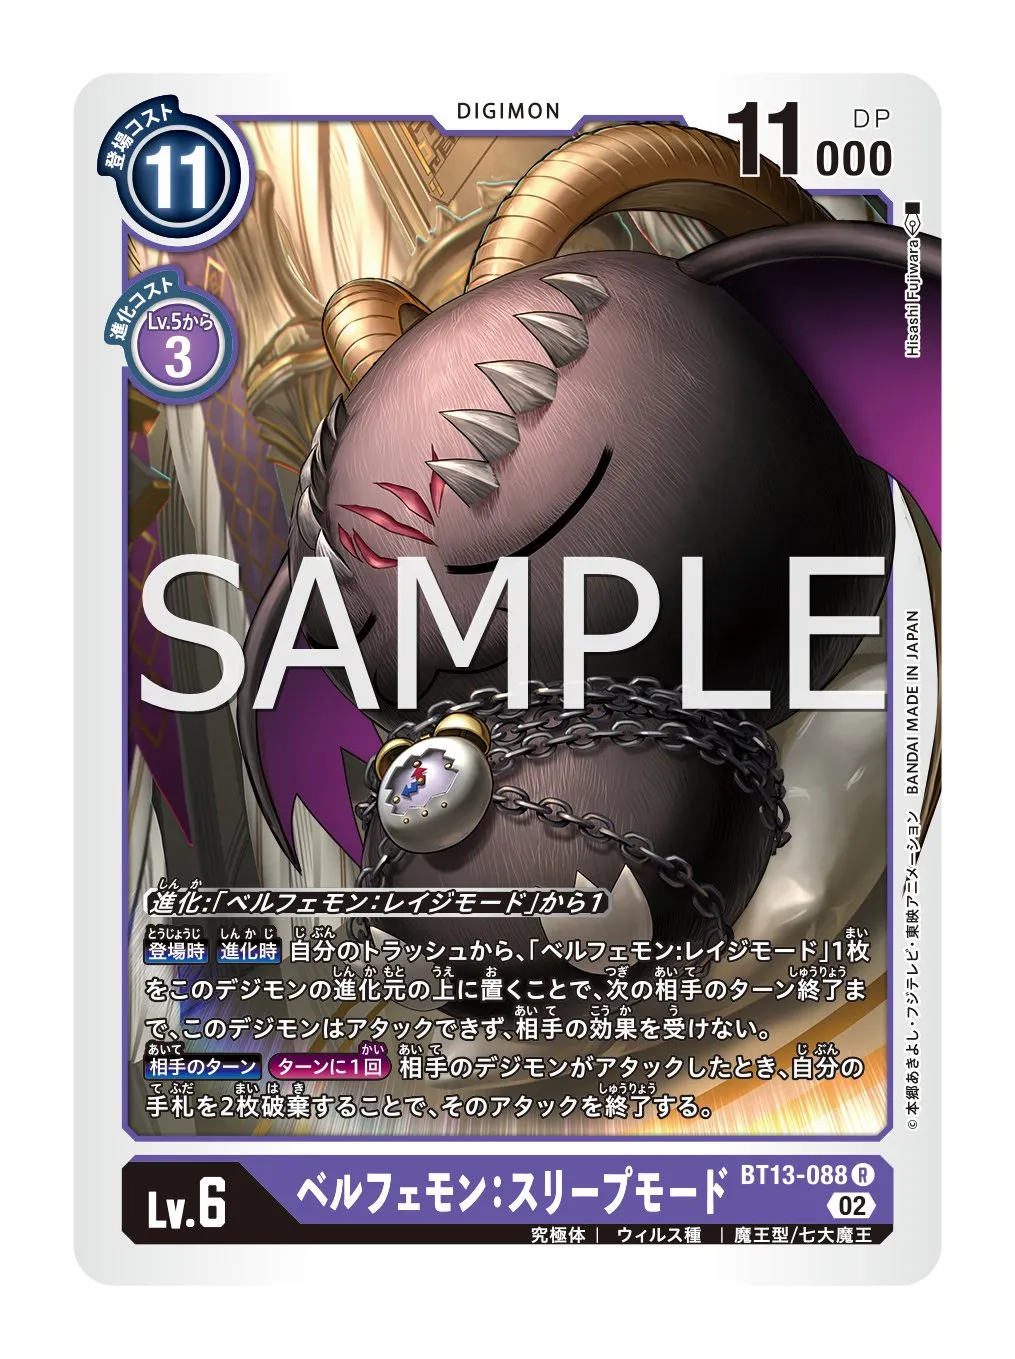 DIGIMON
登場コスト
11
11000
DP
進化コスト
Lv.5から
3
Hisashi Fujiwara
SAMPLE
BANDAI MADE IN JAPAN
©本郷あきよし・フジテレビ・東映アニメーション
進化:「ベルフェモン:レイジモード」から1
登場時 進化時 自分のトラッシュから、「ベルフェモン:レイジモード」1枚
をこのデジモンの進化元の上に置くことで、次の相手のターン終了ま
で、このデジモンはアタックできず、相手の効果を受けない。
相手のターン ターンに1回 相手のデジモンがアタックしたとき、自分の
手札を2枚破棄することで、そのアタックを終了する。
Lv.6
ベルフェモン:スリープモード
BT13-088 R
02
究極体 | ウィルス種 | 魔王型/七大魔王